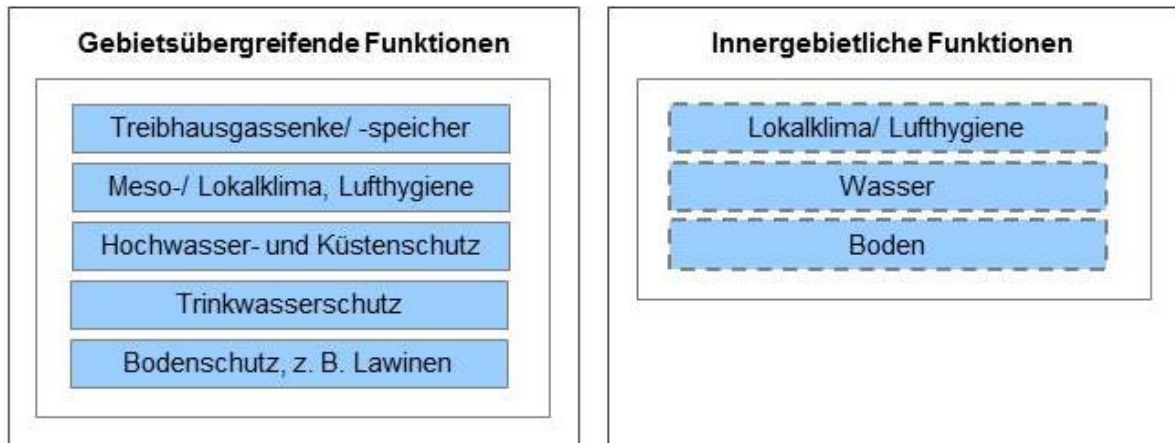 Gebietsübergreifende Funktionen
Treibhausgassenke/ -speicher
Meso-/ Lokalklima, Lufthygiene
Hochwasser- und Küstenschutz
Trinkwasserschutz
Bodenschutz, z. B. Lawinen
Innergebietliche Funktionen
Lokalklima/ Lufthygiene
Wasser
Boden